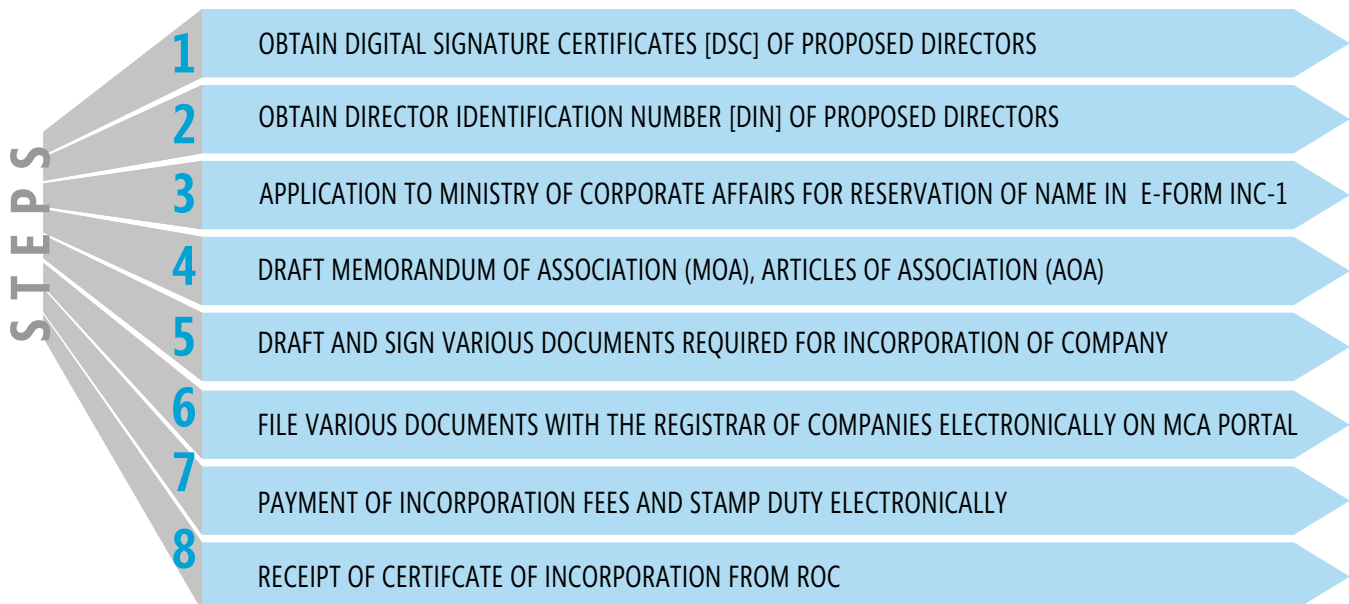 STEPS
1 OBTAIN DIGITAL SIGNATURE CERTIFICATES [DSC] OF PROPOSED DIRECTORS
2 OBTAIN DIRECTOR IDENTIFICATION NUMBER [DIN] OF PROPOSED DIRECTORS
3 APPLICATION TO MINISTRY OF CORPORATE AFFAIRS FOR RESERVATION OF NAME IN E-FORM INC-1
4 DRAFT MEMORANDUM OF ASSOCIATION (MOA), ARTICLES OF ASSOCIATION (AOA)
5 DRAFT AND SIGN VARIOUS DOCUMENTS REQUIRED FOR INCORPORATION OF COMPANY
6 FILE VARIOUS DOCUMENTS WITH THE REGISTRAR OF COMPANIES ELECTRONICALLY ON MCA PORTAL
7 PAYMENT OF INCORPORATION FEES AND STAMP DUTY ELECTRONICALLY
8 RECEIPT OF CERTIFCATE OF INCORPORATION FROM ROC